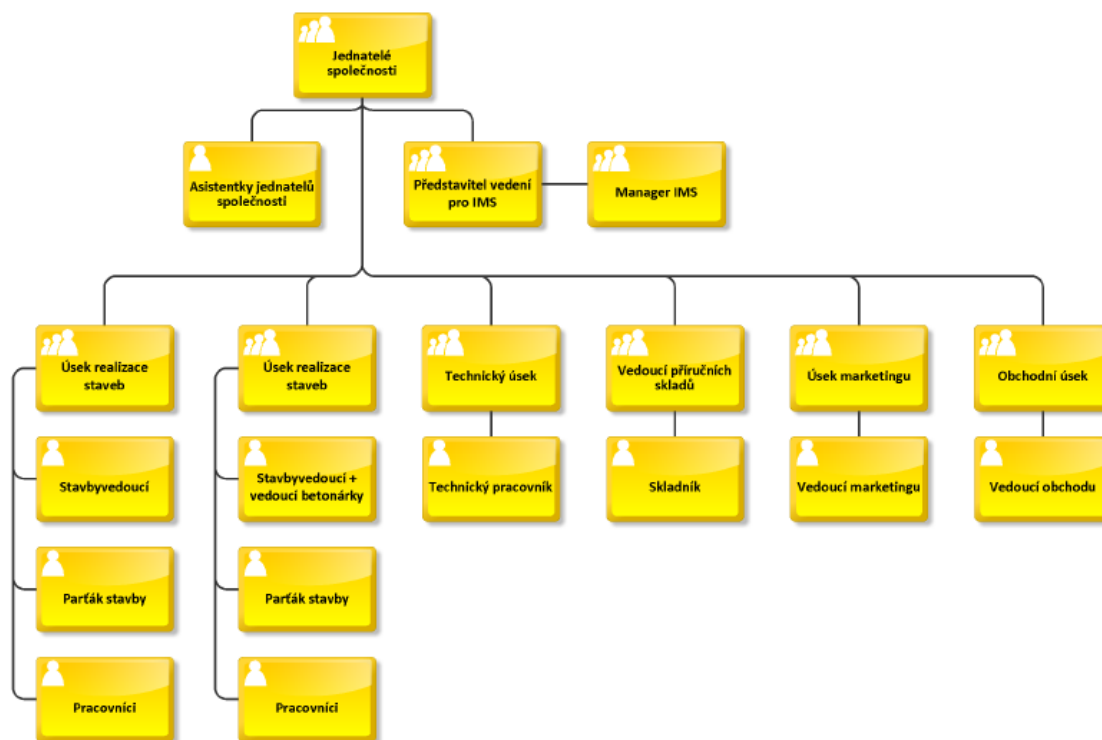 Jednatelé
společnosti
Asistentky jednatelů
společnosti
Představitel vedení
pro IMS
Manager IMS
Úsek realizace
staveb
Úsek realizace
staveb
Technický úsek
Vedoucí příručních
skladů
Úsek marketingu
Obchodní úsek
Stavbyvedoucí
Stavbyvedoucí +
vedoucí betonárky
Technický pracovník
Skladník
Vedoucí marketingu
Vedoucí obchodu
Parťák stavby
Parťák stavby
Pracovníci
Pracovníci